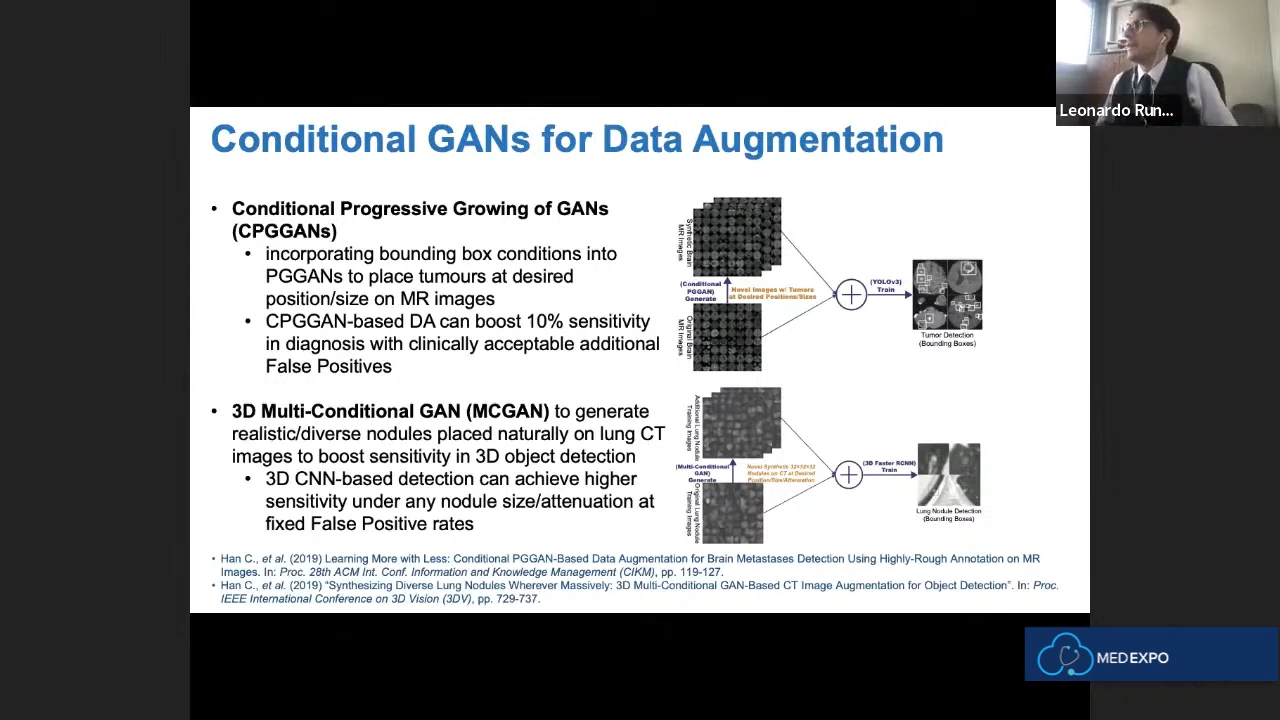 Leonardo Run...
Conditional GANs for Data Augmentation
• Conditional Progressive Growing of GANs
(CPGGANs)
• incorporating bounding box conditions into
PGGANs to place tumours at desired
position/size on MR images
• CPGGAN-based DA can boost 10% sensitivity
in diagnosis with clinically acceptable additional
False Positives
Synthetic Brain
MR Images
(Conditional
PGGAN)
Generate
Novel Images w/ Tumors
at Desired Positions/Sizes
Original Brain
MR Images
(YOLOv3)
Train
Tumor Detection
(Bounding Boxes)
• 3D Multi-Conditional GAN (MCGAN) to generate
realistic/diverse nodules placed naturally on lung CT
images to boost sensitivity in 3D object detection
• 3D CNN-based detection can achieve higher
sensitivity under any nodule size/attenuation at
fixed False Positive rates
Additional Lung Nodule
Training Images
(Multi-Conditional
GAN)
Generate
Novel Synthetic 32×32×32
Nodules on CT at Desired
Position/Size/Attenuation
Original Lung Nodule
Training Images
(3D Faster RCNN)
Train
Lung Nodule Detection
(Bounding Boxes)
• Han C., et al. (2019) Learning More with Less: Conditional PGGAN-Based Data Augmentation for Brain Metastases Detection Using Highly-Rough Annotation on MR
Images. In: Proc. 28th ACM Int. Conf. Information and Knowledge Management (CIKM), pp. 119-127.
• Han C., et al. (2019) "Synthesizing Diverse Lung Nodules Wherever Massively: 3D Multi-Conditional GAN-Based CT Image Augmentation for Object Detection". In: Proc.
IEEE International Conference on 3D Vision (3DV), pp. 729-737.
MEDEXPO